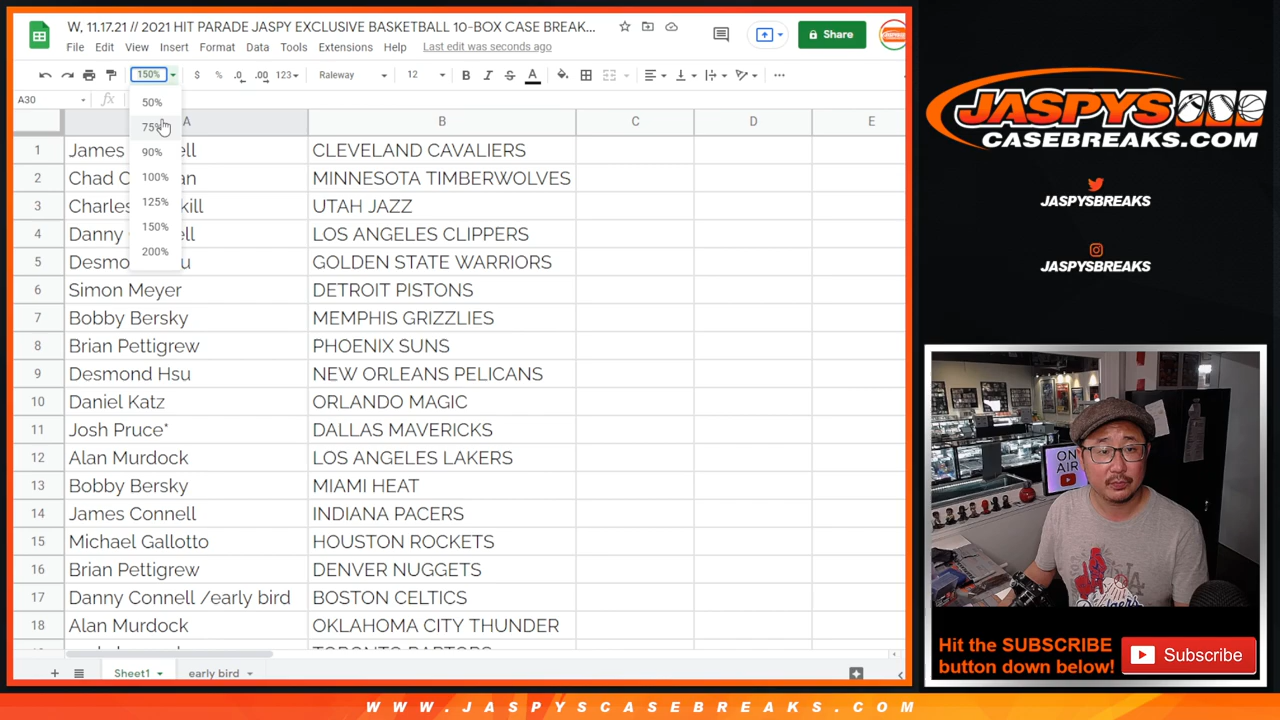 W, 11.17.21 // 2021 HIT PARADE JASPY EXCLUSIVE BASKETBALL 10-BOX CASE BREAK...
File Edit View Insert Format Data Tools Extensions Help Last edit was seconds ago
Share
150% $ % .0 .00 123 Raleway 12 B I S A
A30 fx
50%
75%
90%
100%
125%
150%
200%
A B C D E
1 James ell CLEVELAND CAVALIERS
2 Chad C an MINNESOTA TIMBERWOLVES
3 Charles kill UTAH JAZZ
4 Danny ell LOS ANGELES CLIPPERS
5 Desmo u GOLDEN STATE WARRIORS
6 Simon Meyer DETROIT PISTONS
7 Bobby Bersky MEMPHIS GRIZZLIES
8 Brian Pettigrew PHOENIX SUNS
9 Desmond Hsu NEW ORLEANS PELICANS
10 Daniel Katz ORLANDO MAGIC
11 Josh Pruce* DALLAS MAVERICKS
12 Alan Murdock LOS ANGELES LAKERS
13 Bobby Bersky MIAMI HEAT
14 James Connell INDIANA PACERS
15 Michael Gallotto HOUSTON ROCKETS
16 Brian Pettigrew DENVER NUGGETS
17 Danny Connell /early bird BOSTON CELTICS
18 Alan Murdock OKLAHOMA CITY THUNDER
TORONTO RAPTORS
Sheet1 early bird
JASPYS
CASEBREAKS.COM
JASPYSBREAKS
JASPYSBREAKS
ON
AIR
Dodgers
Hit the SUBSCRIBE
button down below!
Subscribe
WWW.JASPYSCASEBREAKS.COM